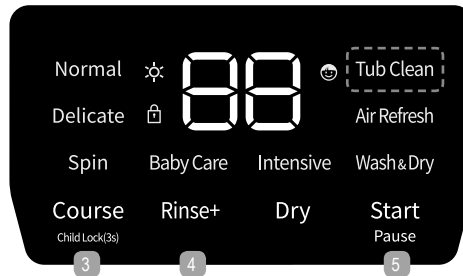 Normal 88 Tub Clean
Delicate Air Refresh
Spin Baby Care Intensive Wash&Dry
Course Rinse+ Dry Start
Child Lock(3s) Pause
3 4 5